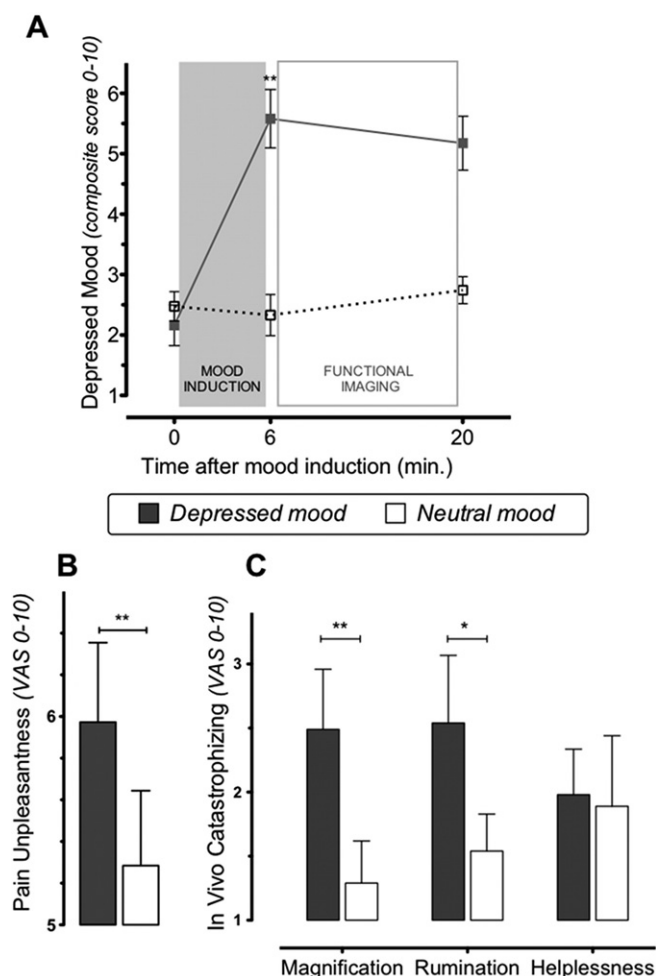 A
Depressed Mood (composite score 0-10)
6
5
4
3
2
1
**
MOOD
INDUCTION
FUNCTIONAL
IMAGING
0 6 20
Time after mood induction (min.)
Depressed mood Neutral mood
B
Pain Unpleasantness (VAS 0-10)
6
5
**
C
In Vivo Catastrophizing (VAS 0-10)
3
2
1
** *
Magnification Rumination Helplessness